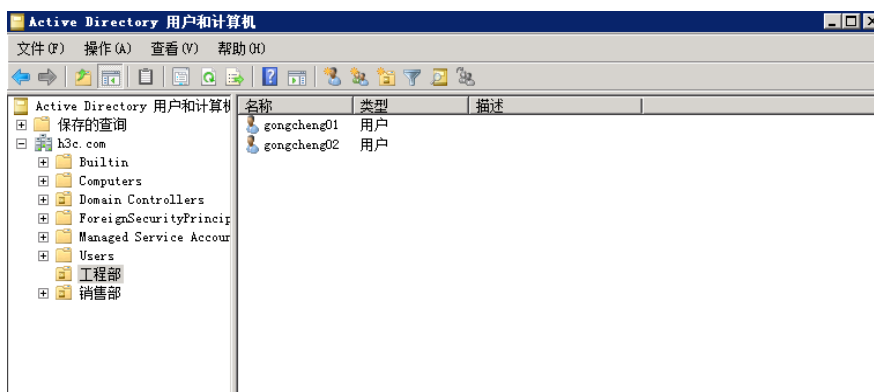 Active Directory 用户和计算机
文件(F) 操作(A) 查看(V) 帮助(H)
Active Directory 用户和计算机
名称 类型 描述
保存的查询
gongcheng01 用户
h3c.com
gongcheng02 用户
Builtin
Computers
Domain Controllers
ForeignSecurityPrincip
Managed Service Accour
Users
工程部
销售部